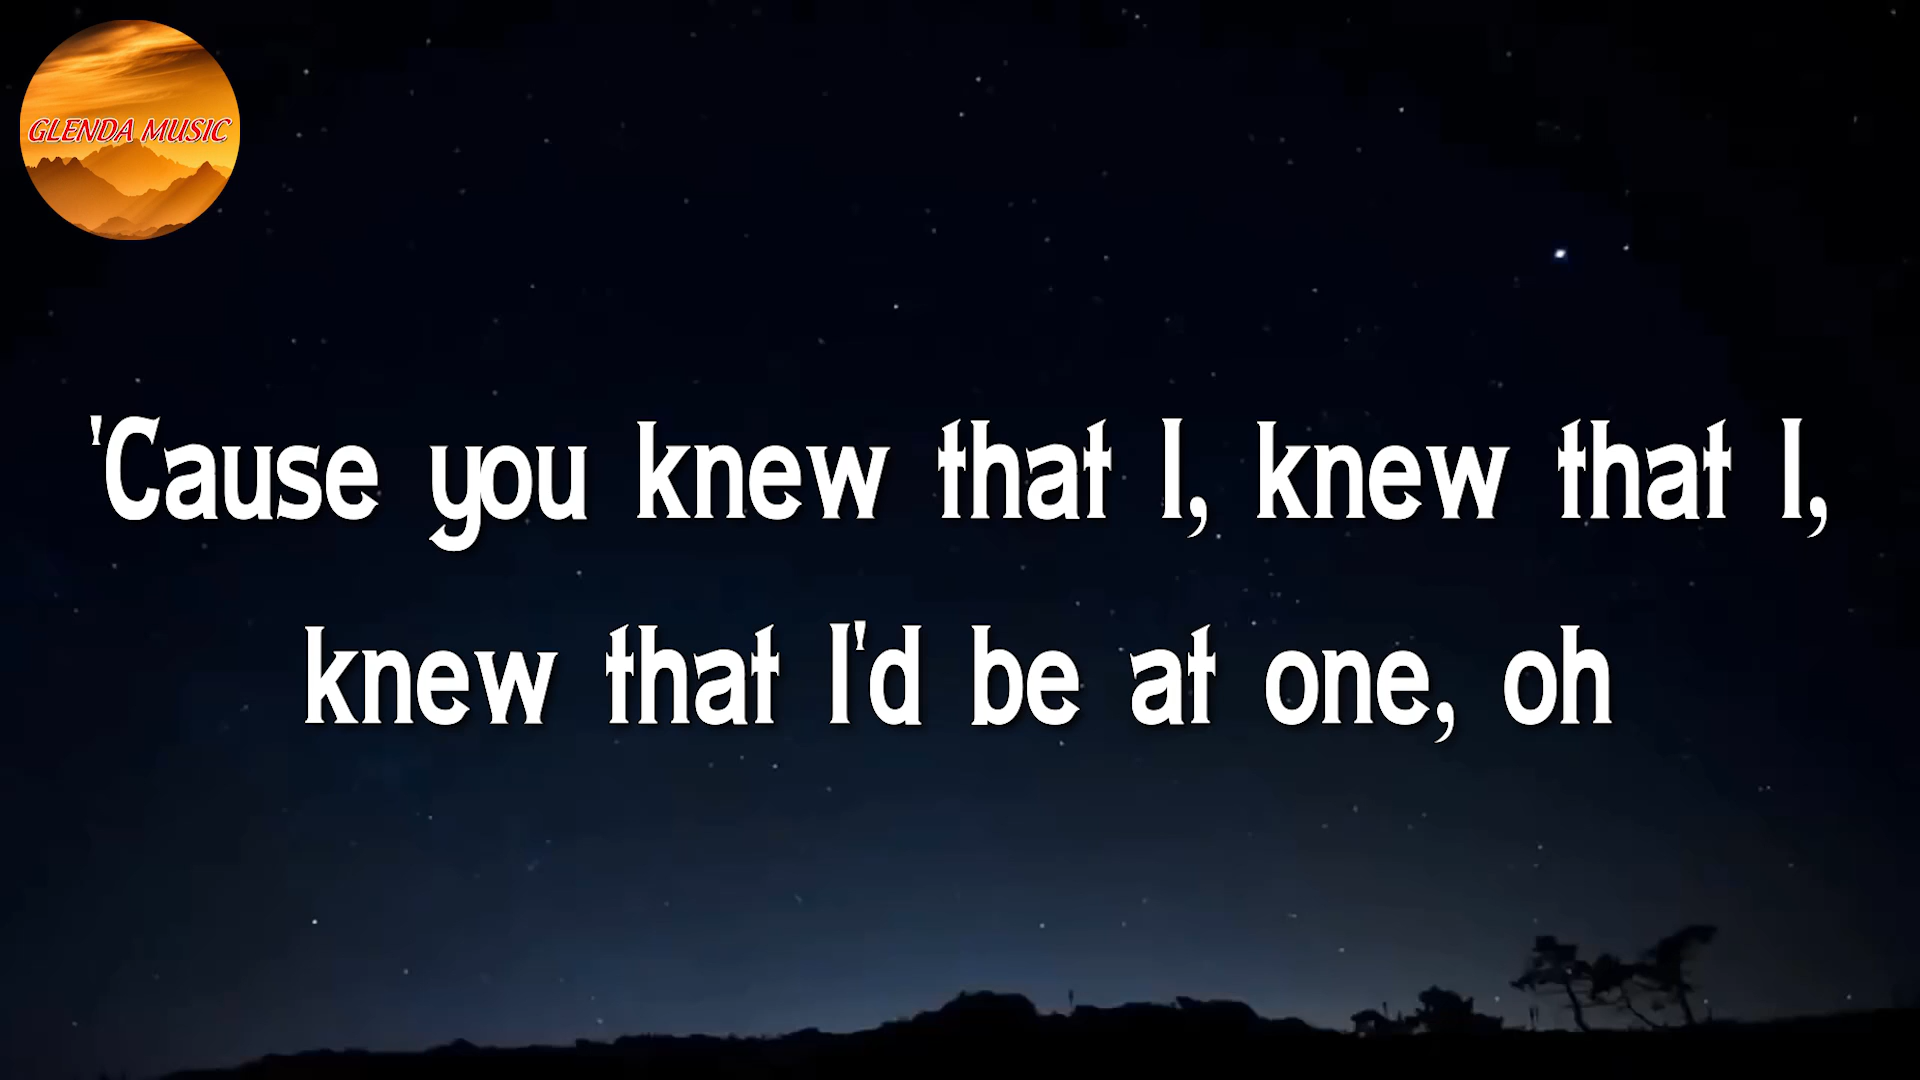 GLENDA MUSIC
'Cause you knew that I, knew that I,
knew that I'd be at one, oh